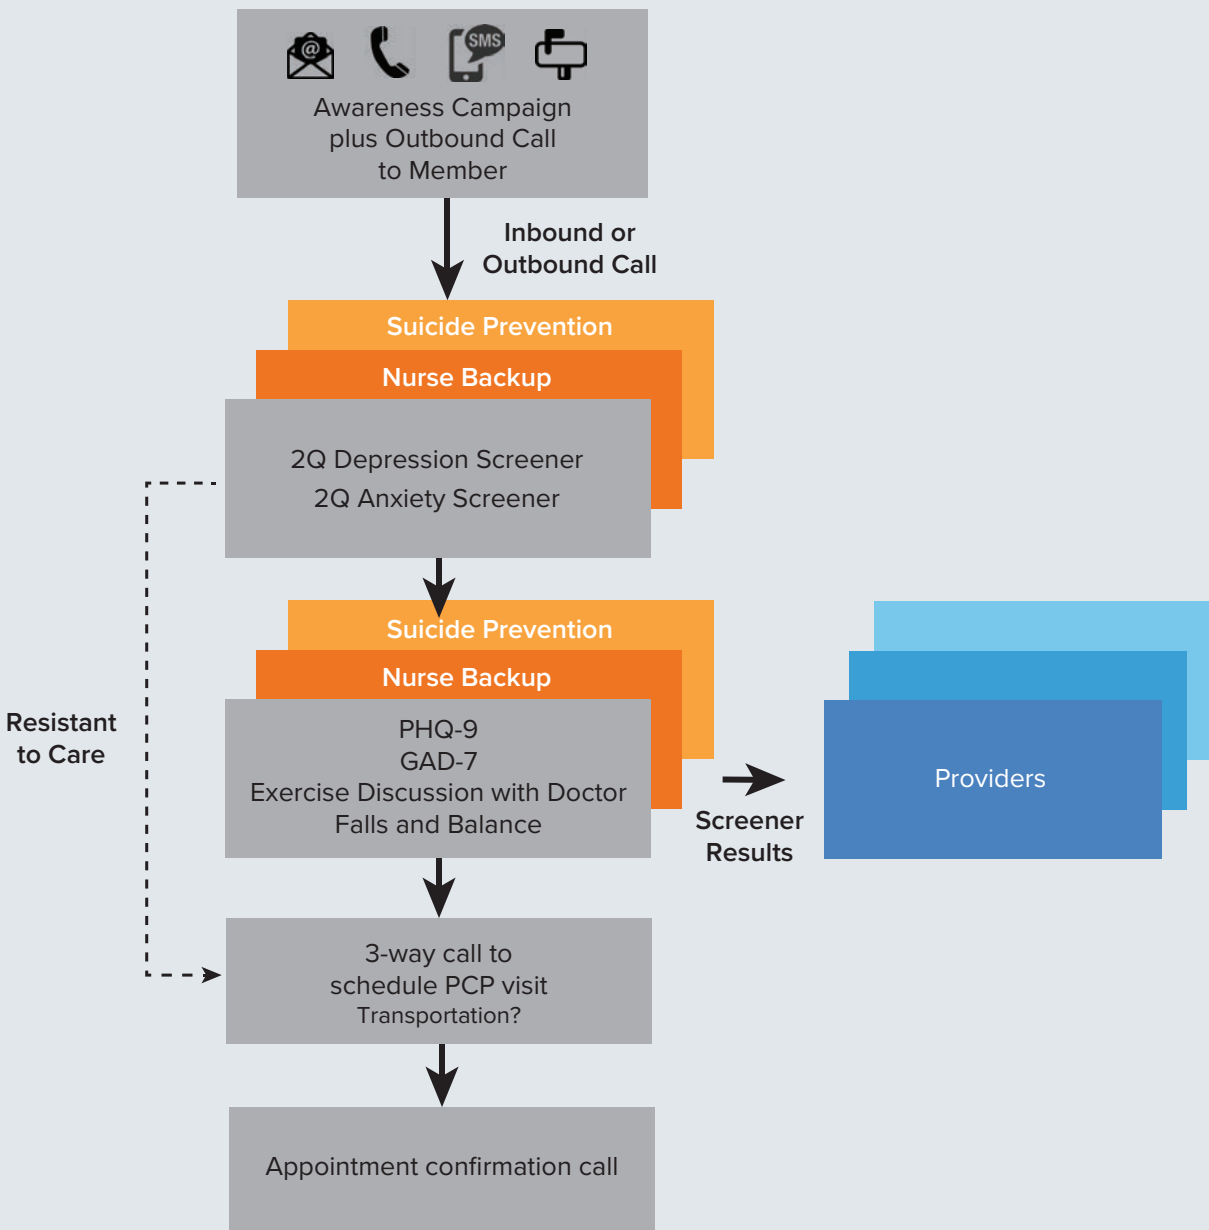 @
SMS
Awareness Campaign
plus Outbound Call
to Member
Inbound or
Outbound Call
Suicide Prevention
Nurse Backup
2Q Depression Screener
2Q Anxiety Screener
Suicide Prevention
Nurse Backup
PHQ-9
GAD-7
Exercise Discussion with Doctor
Falls and Balance
Resistant
to Care
Screener
Results
Providers
3-way call to
schedule PCP visit
Transportation?
Appointment confirmation call